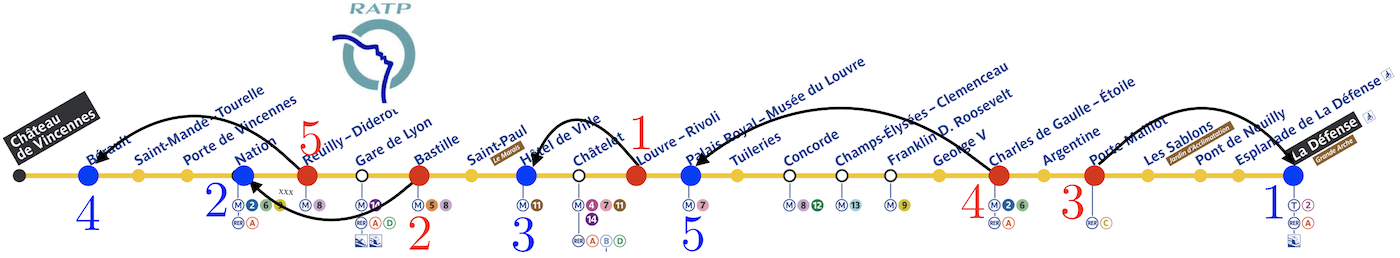 RATP
Château
de Vincennes
Bérault
Saint-Mandé – Tourelle
Porte de Vincennes
Nation
Reuilly – Diderot
Gare de Lyon
Bastille
Saint-Paul
Le Marais
Hôtel de Ville
Châtelet
Louvre – Rivoli
Palais Royal – Musée du Louvre
Tuileries
Concorde
Champs-Élysées – Clemenceau
Franklin D. Roosevelt
George V
Charles de Gaulle – Étoile
Argentine
Porte Maillot
Les Sablons
Jardin d'Acclimatation
Pont de Neuilly
Esplanade de La Défense
La Défense
Grande Arche
5
1
xxx
M 2 6 9
RER A
M 8
M 14
RER A D
M 5 8
M 11
M 4 7 11
14
RER A B D
M 7
M 8 12
M 13
M 9
M 2 6
RER A
RER C
T 2
RER A
4
2
2
3
5
4
3
1